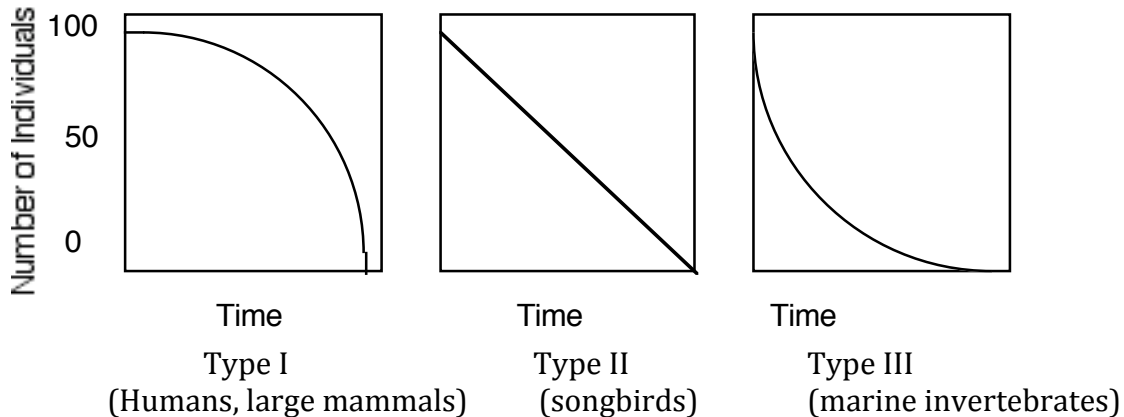 Number of Individuals
100
50
0
Time Time Time
Type I Type II Type III
(Humans, large mammals) (songbirds) (marine invertebrates)